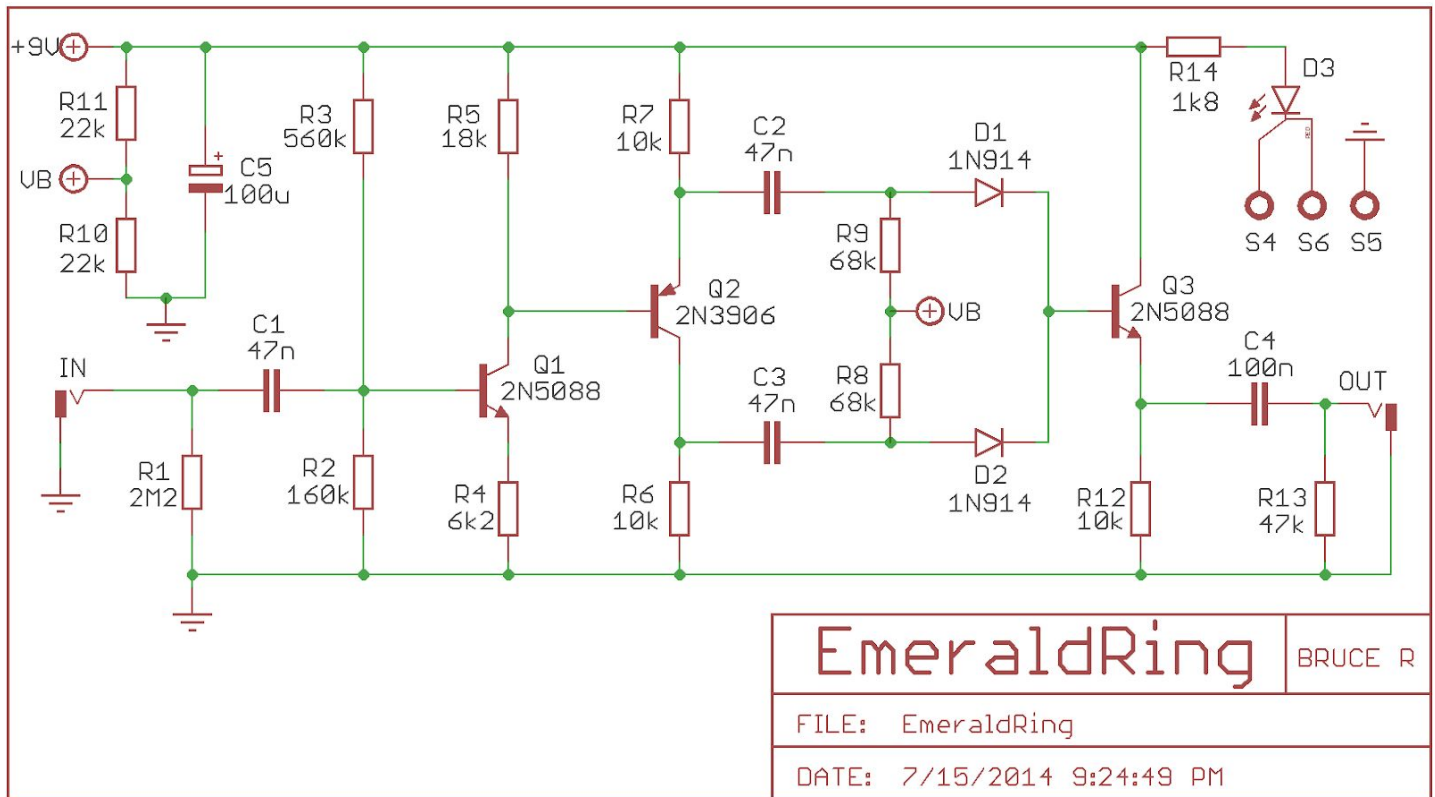 +9V
R11
22k
VB
R10
22k
C5
+
100u
R3
560k
R5
18k
R7
10k
C2
47n
D1
1N914
R14
1k8
D3
RED
S4
S6
S5
R9
68k
VB
Q2
2N3906
Q3
2N5088
C1
47n
IN
Q1
2N5088
C3
47n
R8
68k
C4
100n
OUT
R1
2M2
R2
160k
R4
6k2
R6
10k
D2
1N914
R12
10k
R13
47k
EmeraldRing
BRUCE R
FILE: EmeraldRing
DATE: 7/15/2014 9:24:49 PM